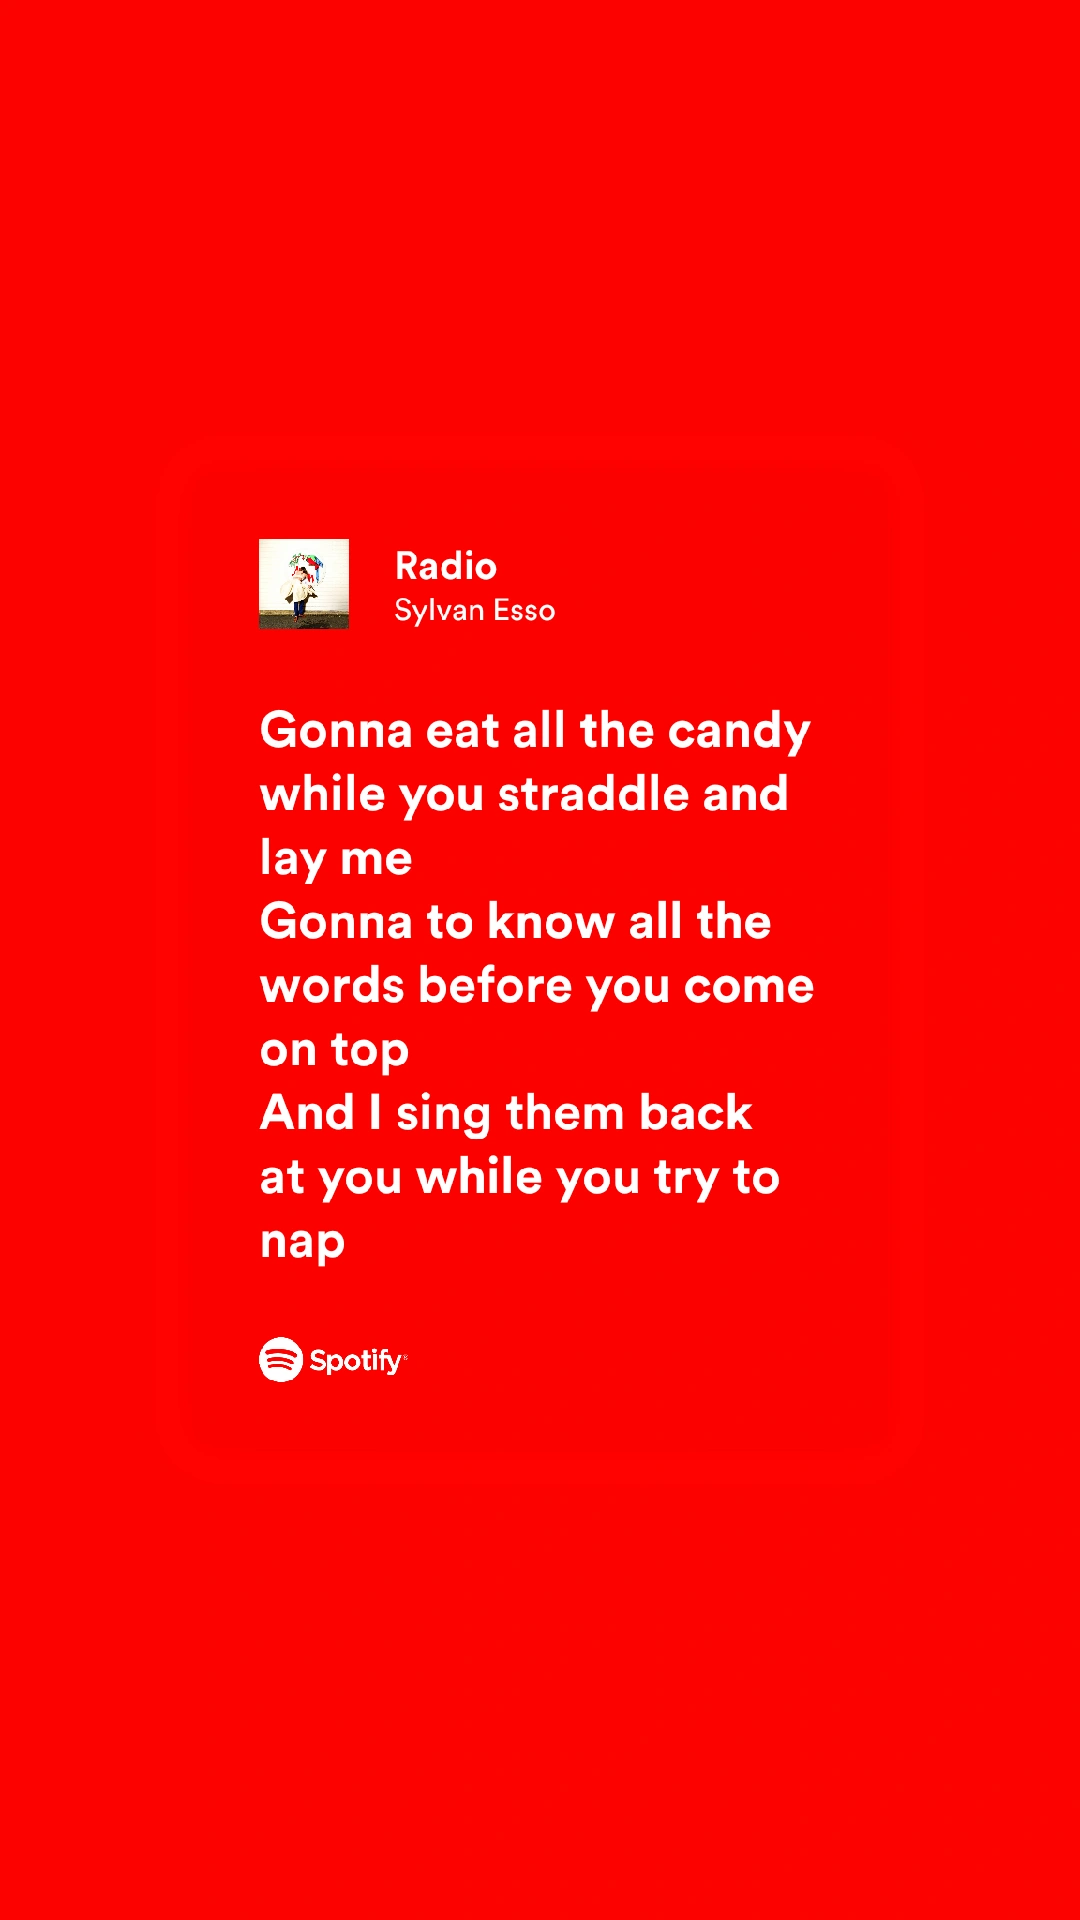 Radio
Sylvan Esso
Gonna eat all the candy
while you straddle and
lay me
Gonna to know all the
words before you come
on top
And I sing them back
at you while you try to
nap
Spotify®